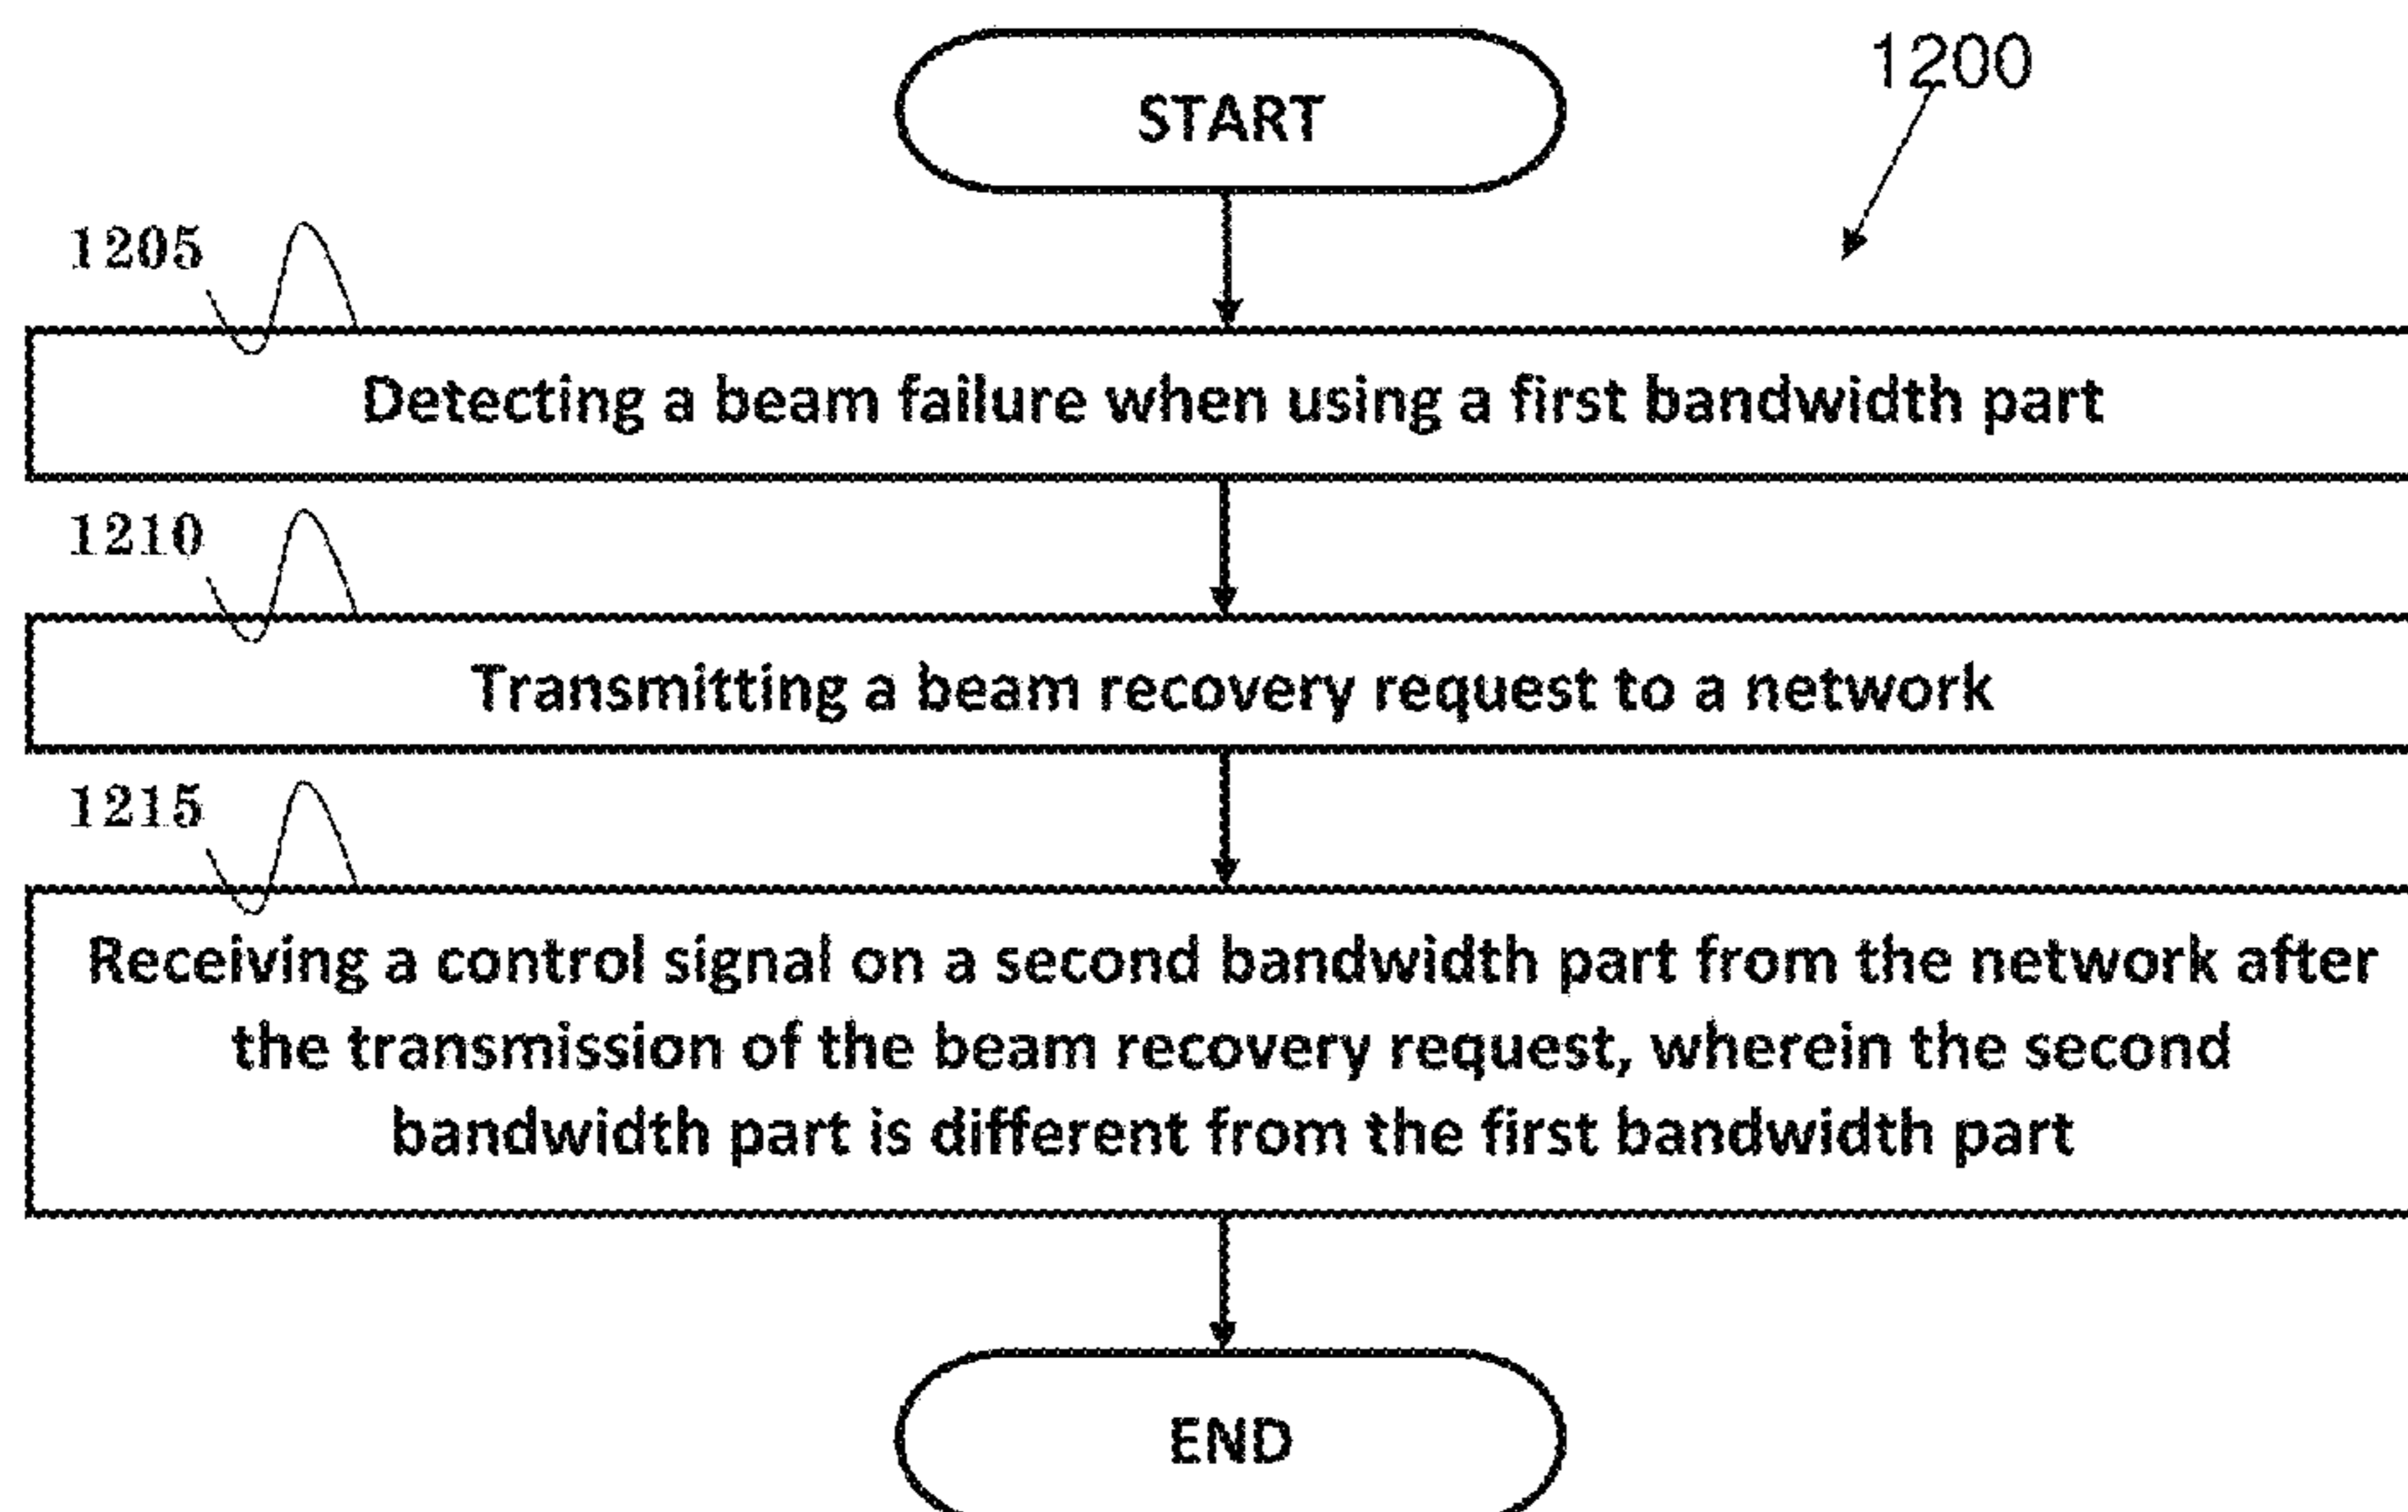 START
1200
1205
Detecting a beam failure when using a first bandwidth part
1210
Transmitting a beam recovery request to a network
1215
Receiving a control signal on a second bandwidth part from the network after
the transmission of the beam recovery request, wherein the second
bandwidth part is different from the first bandwidth part
END